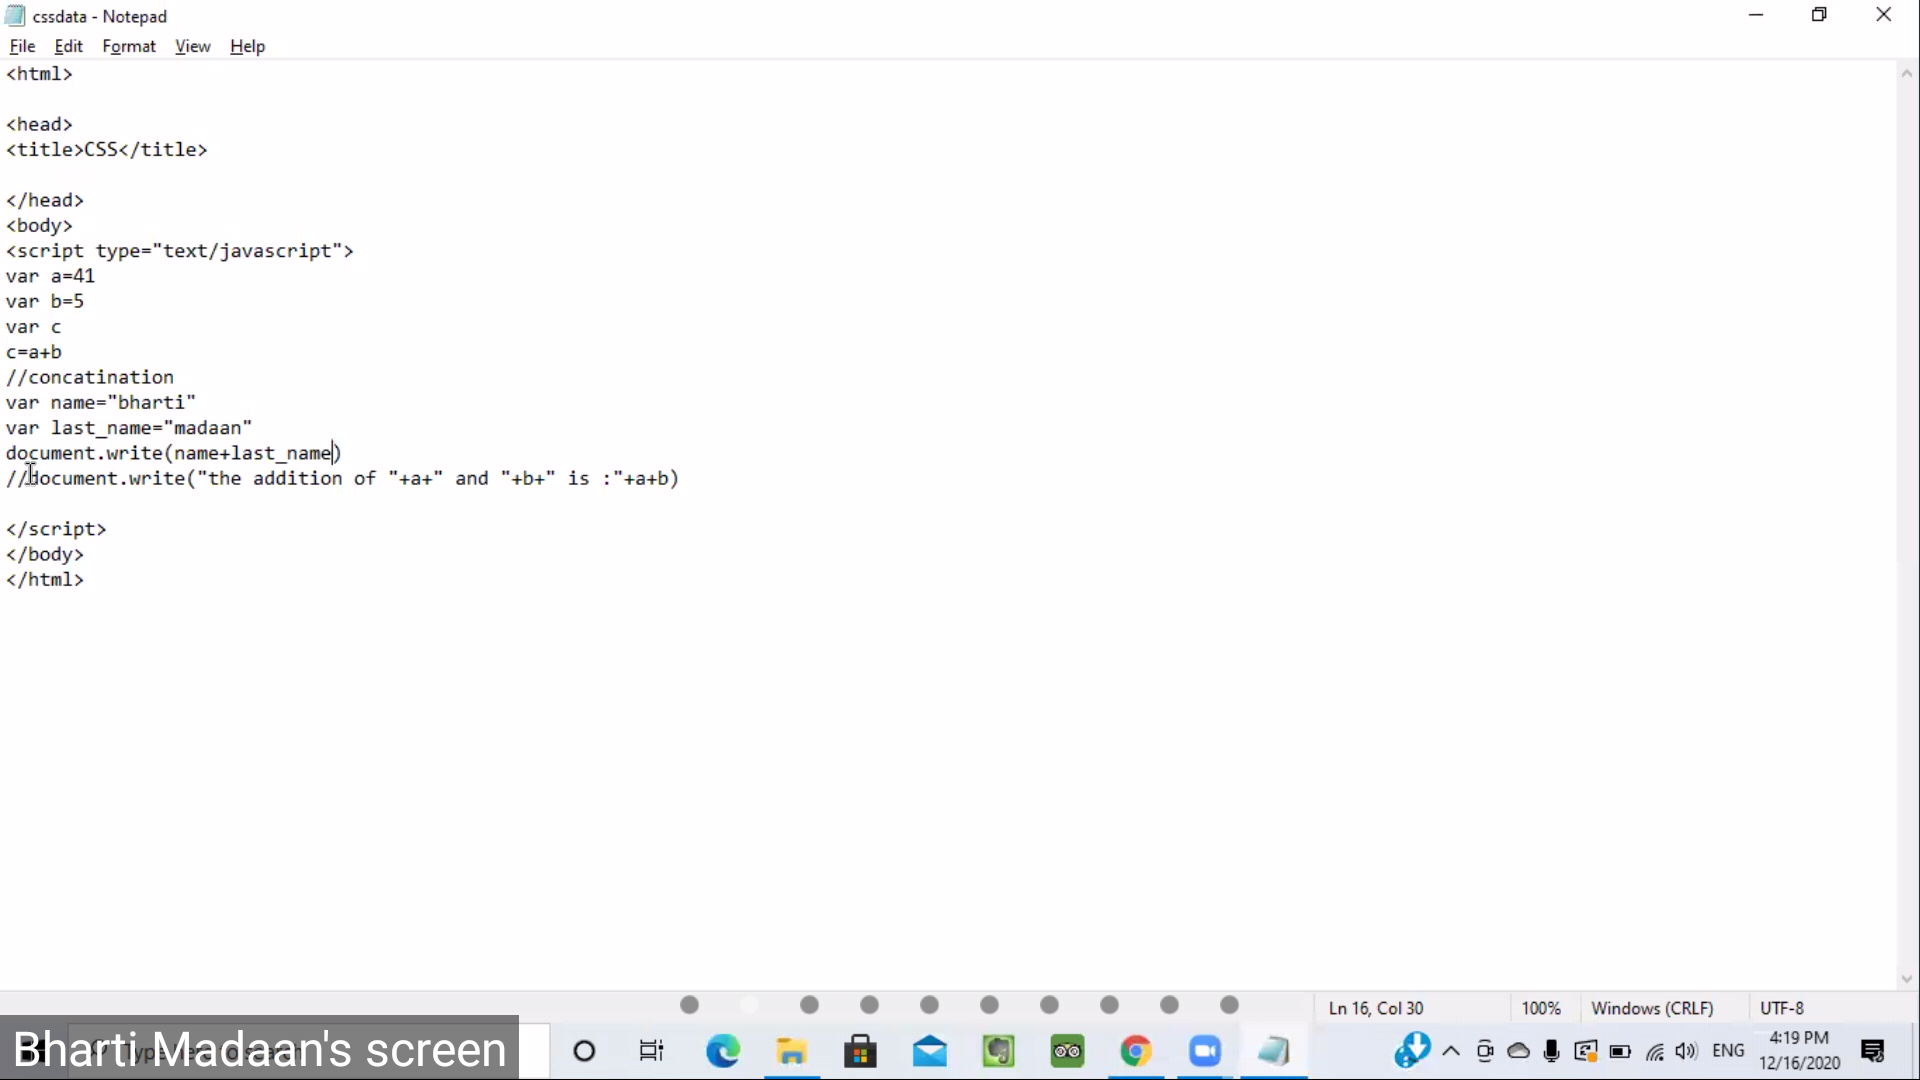 cssdata - Notepad
File Edit Format View Help
<html>
<head>
<title>CSS</title>
</head>
<body>
<script type="text/javascript">
var a=41
var b=5
var c
c=a+b
//concatination
var name="bharti"
var last_name="madaan"
document.write(name+last_name)
//document.write("the addition of "+a+" and "+b+" is :"+a+b)
</script>
</body>
</html>
Ln 16, Col 30 100% Windows (CRLF) UTF-8
Bharti Madaan's screen
ENG
4:19 PM
12/16/2020